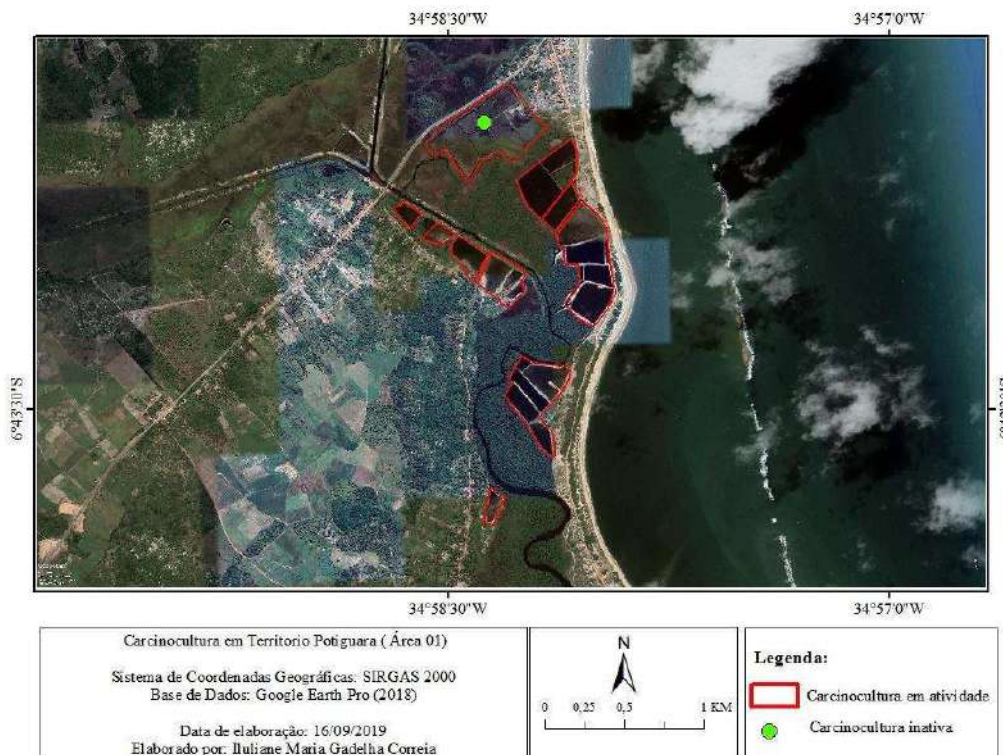 34°58'30"W
34°57'0"W
6°43'30"S
34°58'30"W
34°57'0"W
Carcinocultura em Territorio Potiguara ( Área 01)
Sistema de Coordenadas Geográficas: SIRGAS 2000
Base de Dados: Google Earth Pro (2018)
Data de elaboração: 16/09/2019
Elaborado por: Iluliane Maria Gadelha Correia
N
0 0,25 0,5 1 KM
Legenda:
Carcinocultura em atividade
Carcinocultura inativa